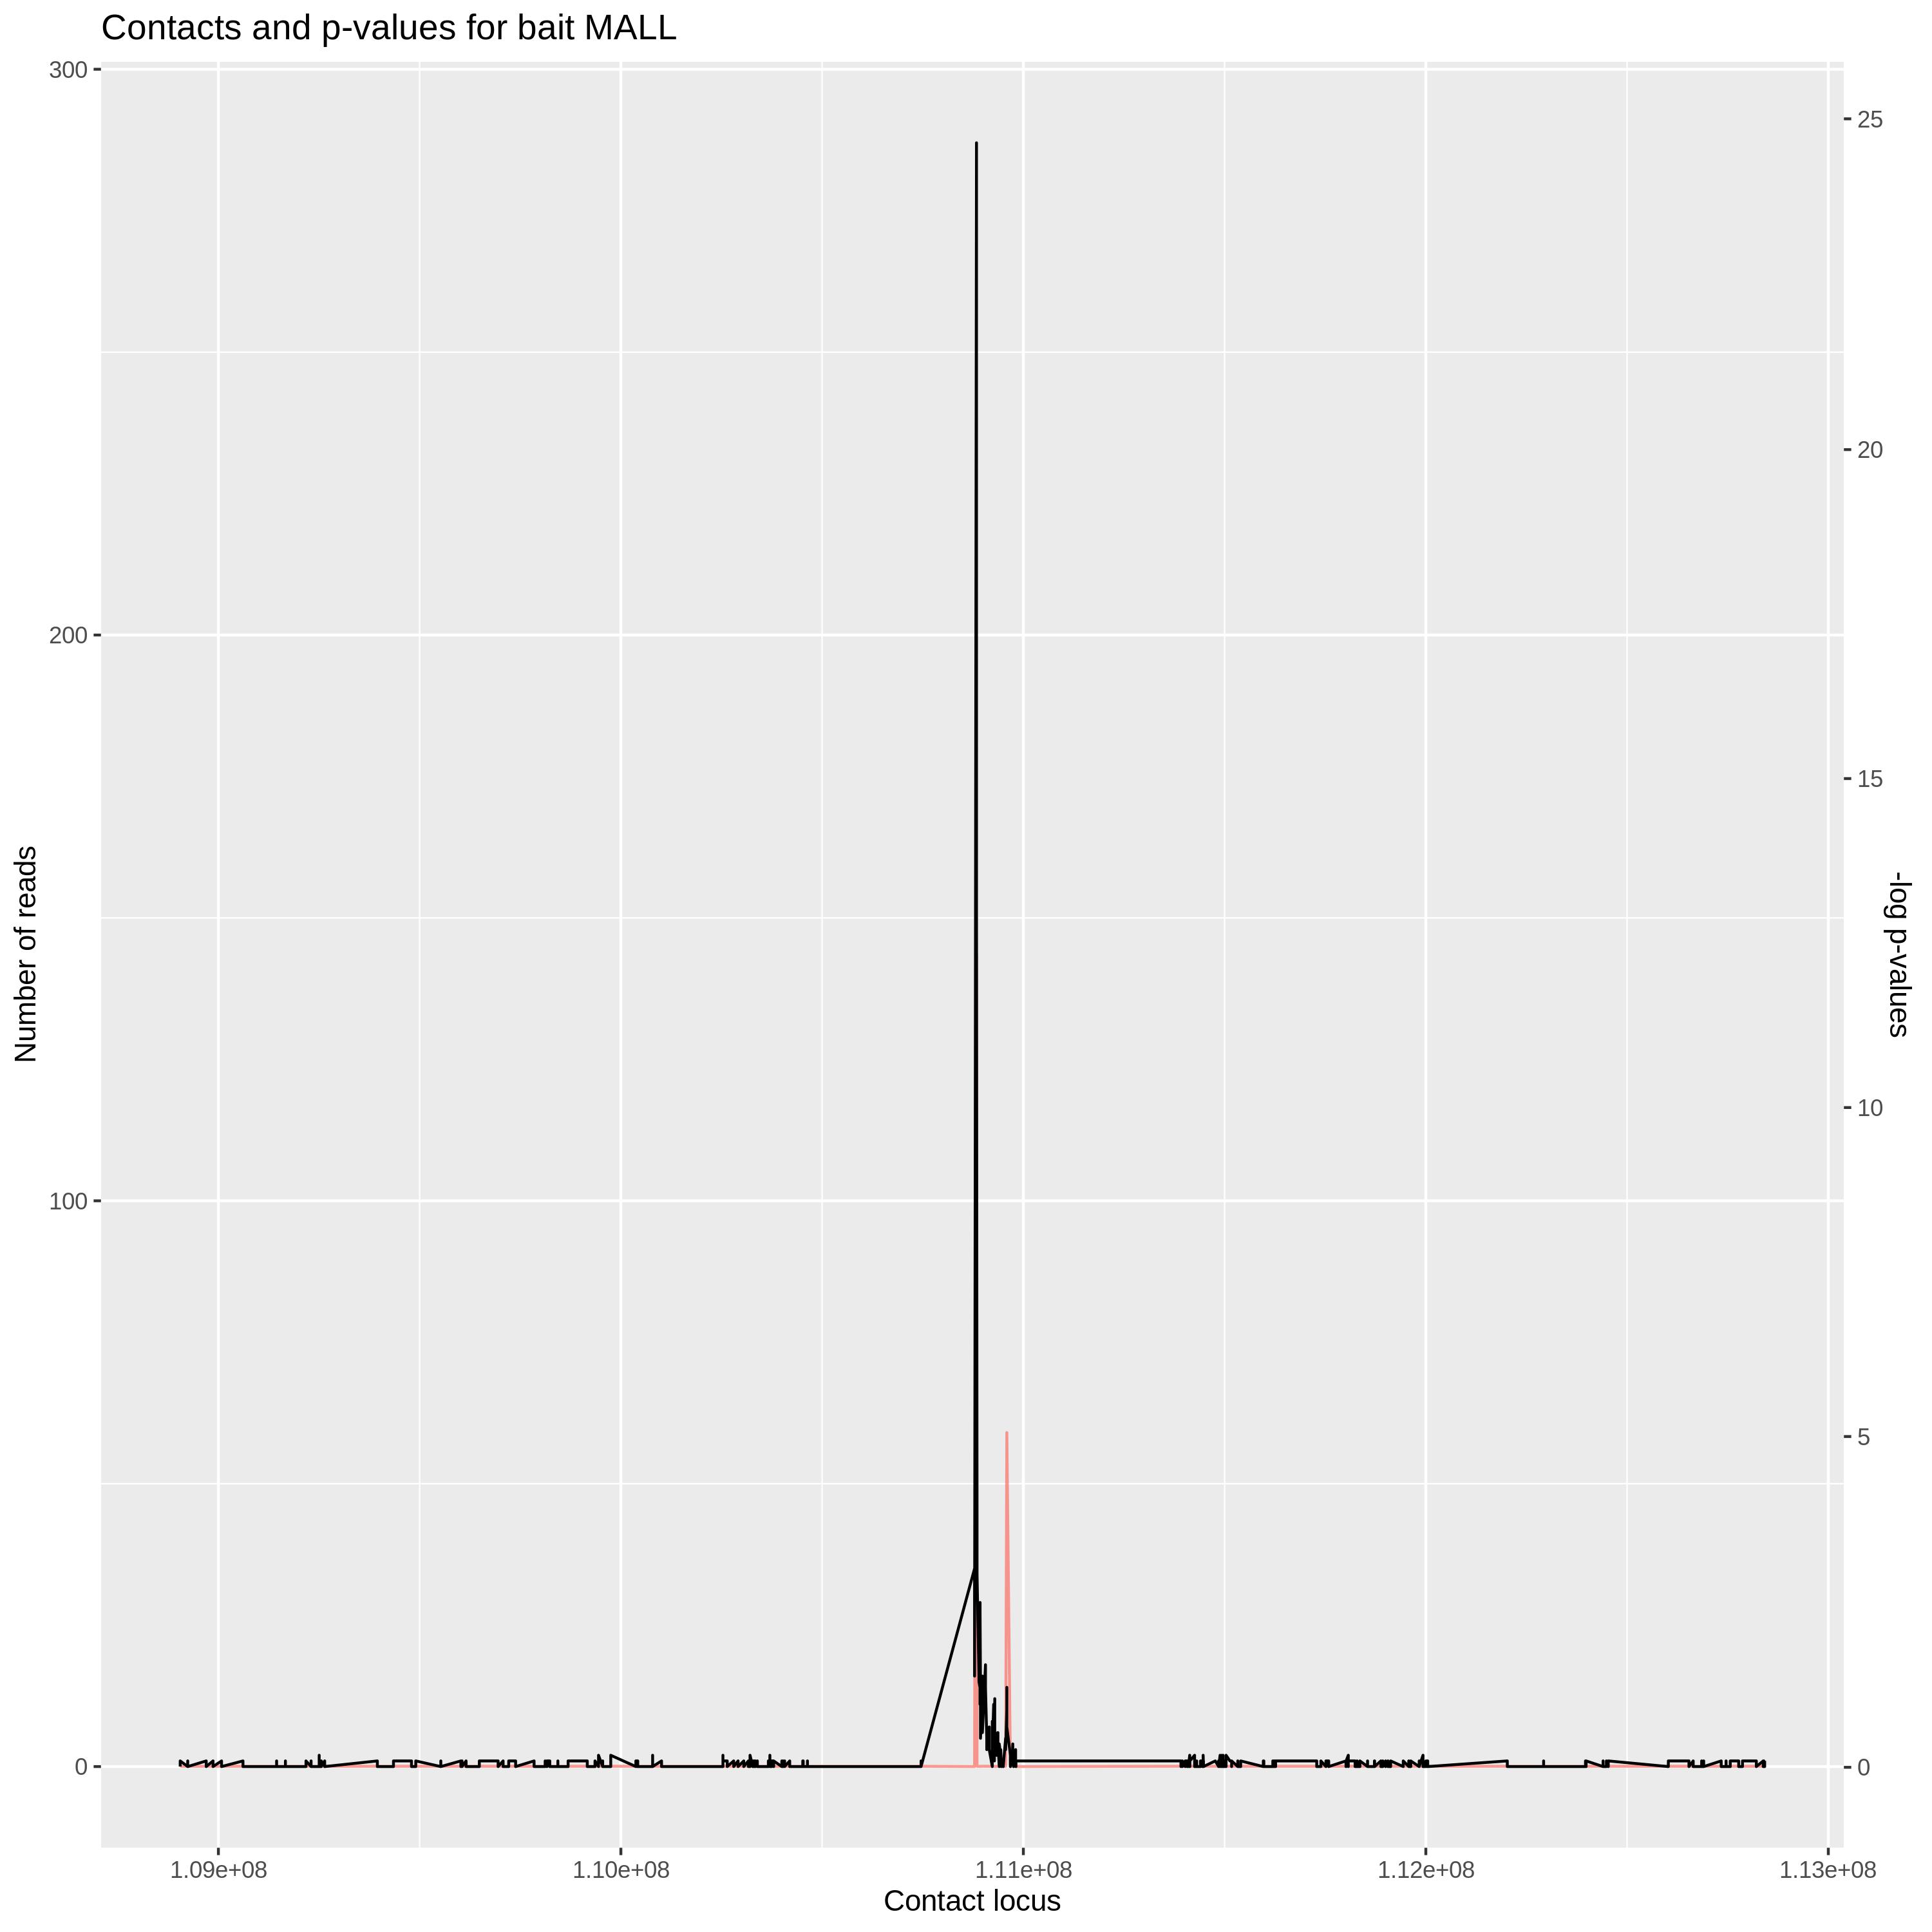 Contacts and p-values for bait MALL
300
200
100
0
Number of reads
25
20
15
10
5
0
-log p-values
1.09e+08 1.10e+08 1.11e+08 1.12e+08 1.13e+08
Contact locus